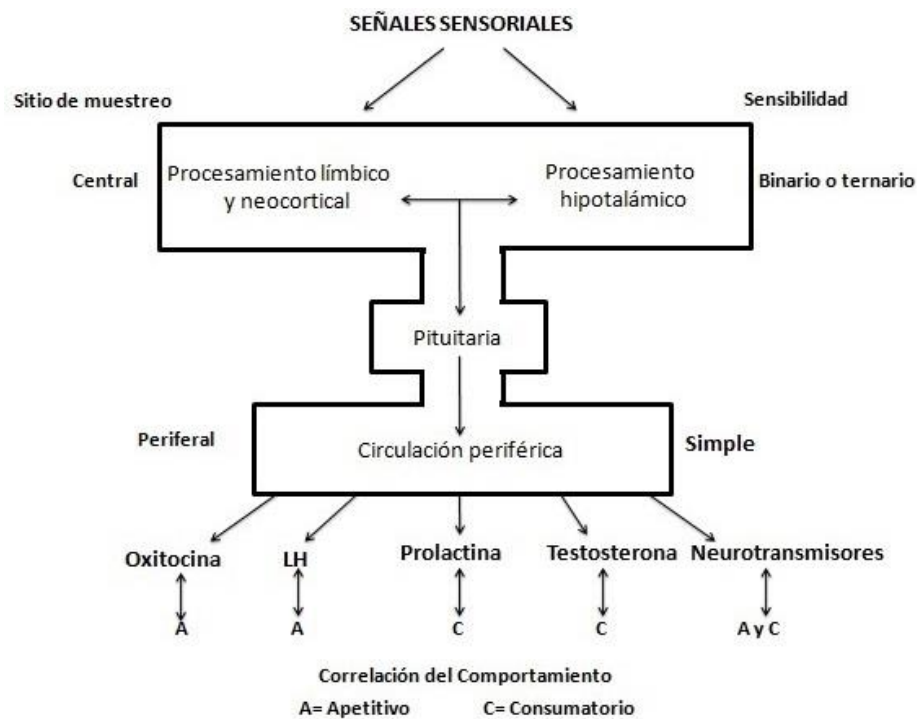 SEÑALES SENSORIALES
Sitio de muestreo
Sensibilidad
Central
Procesamiento límbico
y neocortical
Procesamiento
hipotalámico
Binario o ternario
Pituitaria
Periferal
Circulación periférica
Simple
Oxitocina
LH
Prolactina
Testosterona
Neurotransmisores
A
A
C
C
A y C
Correlación del Comportamiento
A= Apetitivo
C= Consumatorio